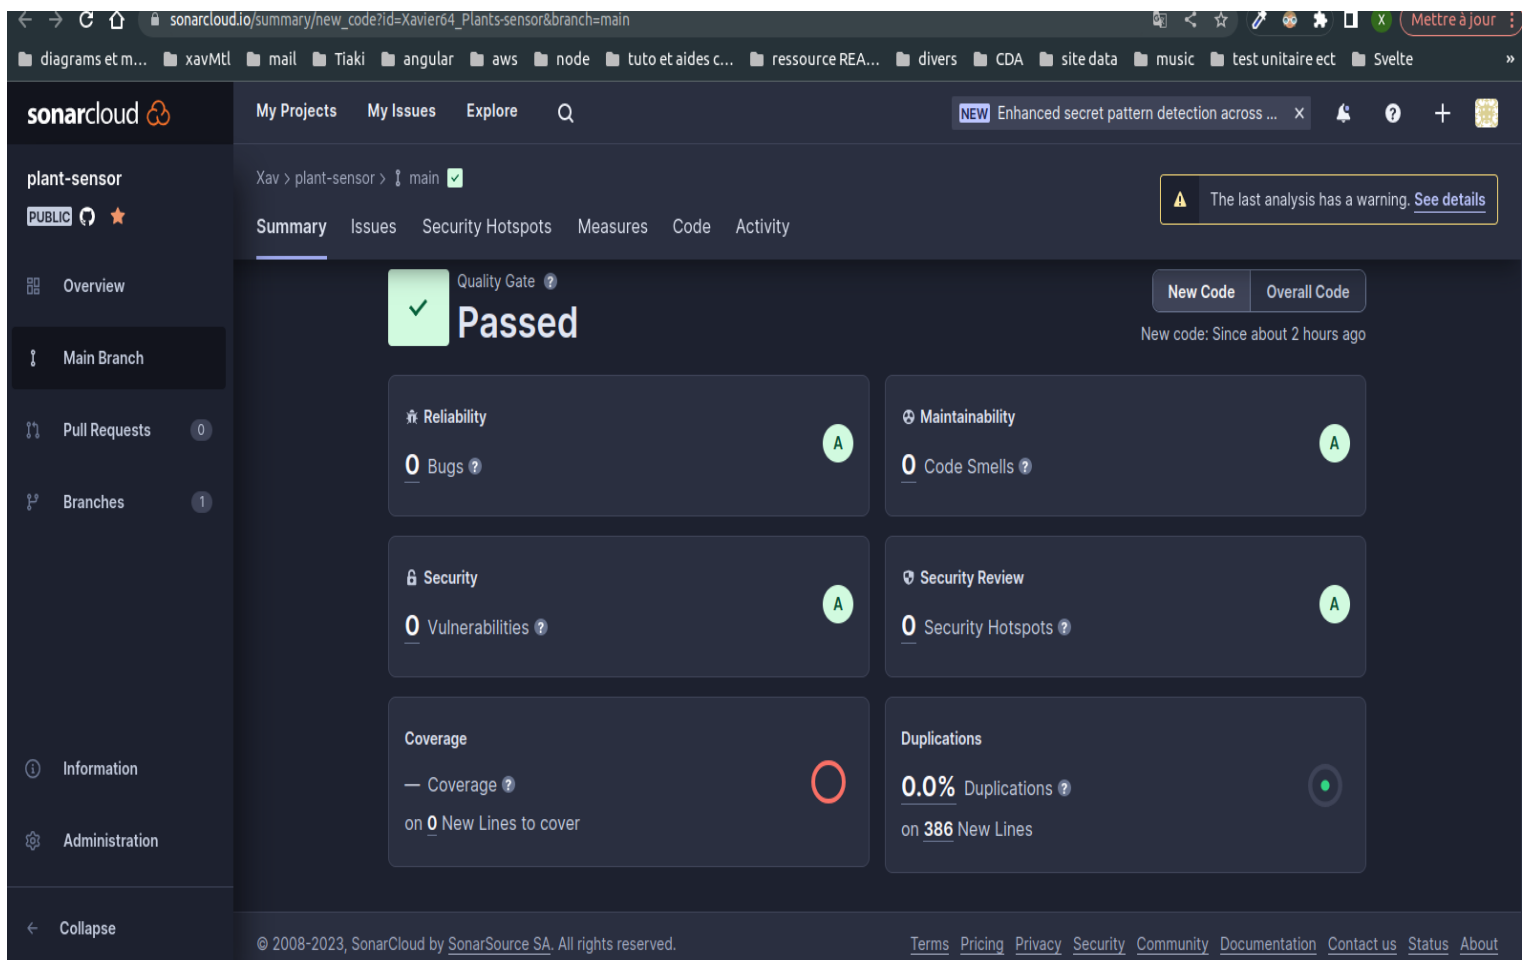 sonarcloud.io/summary/new_code?id=Xavier64_Plants-sensor&branch=main
X
Mettre à jour
diagrams et m... xavMtl mail Tiaki angular aws node tuto et aides c... ressource REA... divers CDA site data music test unitaire ect Svelte »
sonarcloud
My Projects My Issues Explore
NEW Enhanced secret pattern detection across ...
plant-sensor
PUBLIC
Xav > plant-sensor > main
The last analysis has a warning. See details
Summary Issues Security Hotspots Measures Code Activity
Overview
Main Branch
Pull Requests 0
Branches 1
Information
Administration
Collapse
Quality Gate ?
Passed
New Code Overall Code
New code: Since about 2 hours ago
Reliability
0 Bugs ?
A
Maintainability
0 Code Smells ?
A
Security
0 Vulnerabilities ?
A
Security Review
0 Security Hotspots ?
A
Coverage
— Coverage ?
on 0 New Lines to cover
Duplications
0.0% Duplications ?
on 386 New Lines
© 2008-2023, SonarCloud by SonarSource SA. All rights reserved.
Terms Pricing Privacy Security Community Documentation Contact us Status About